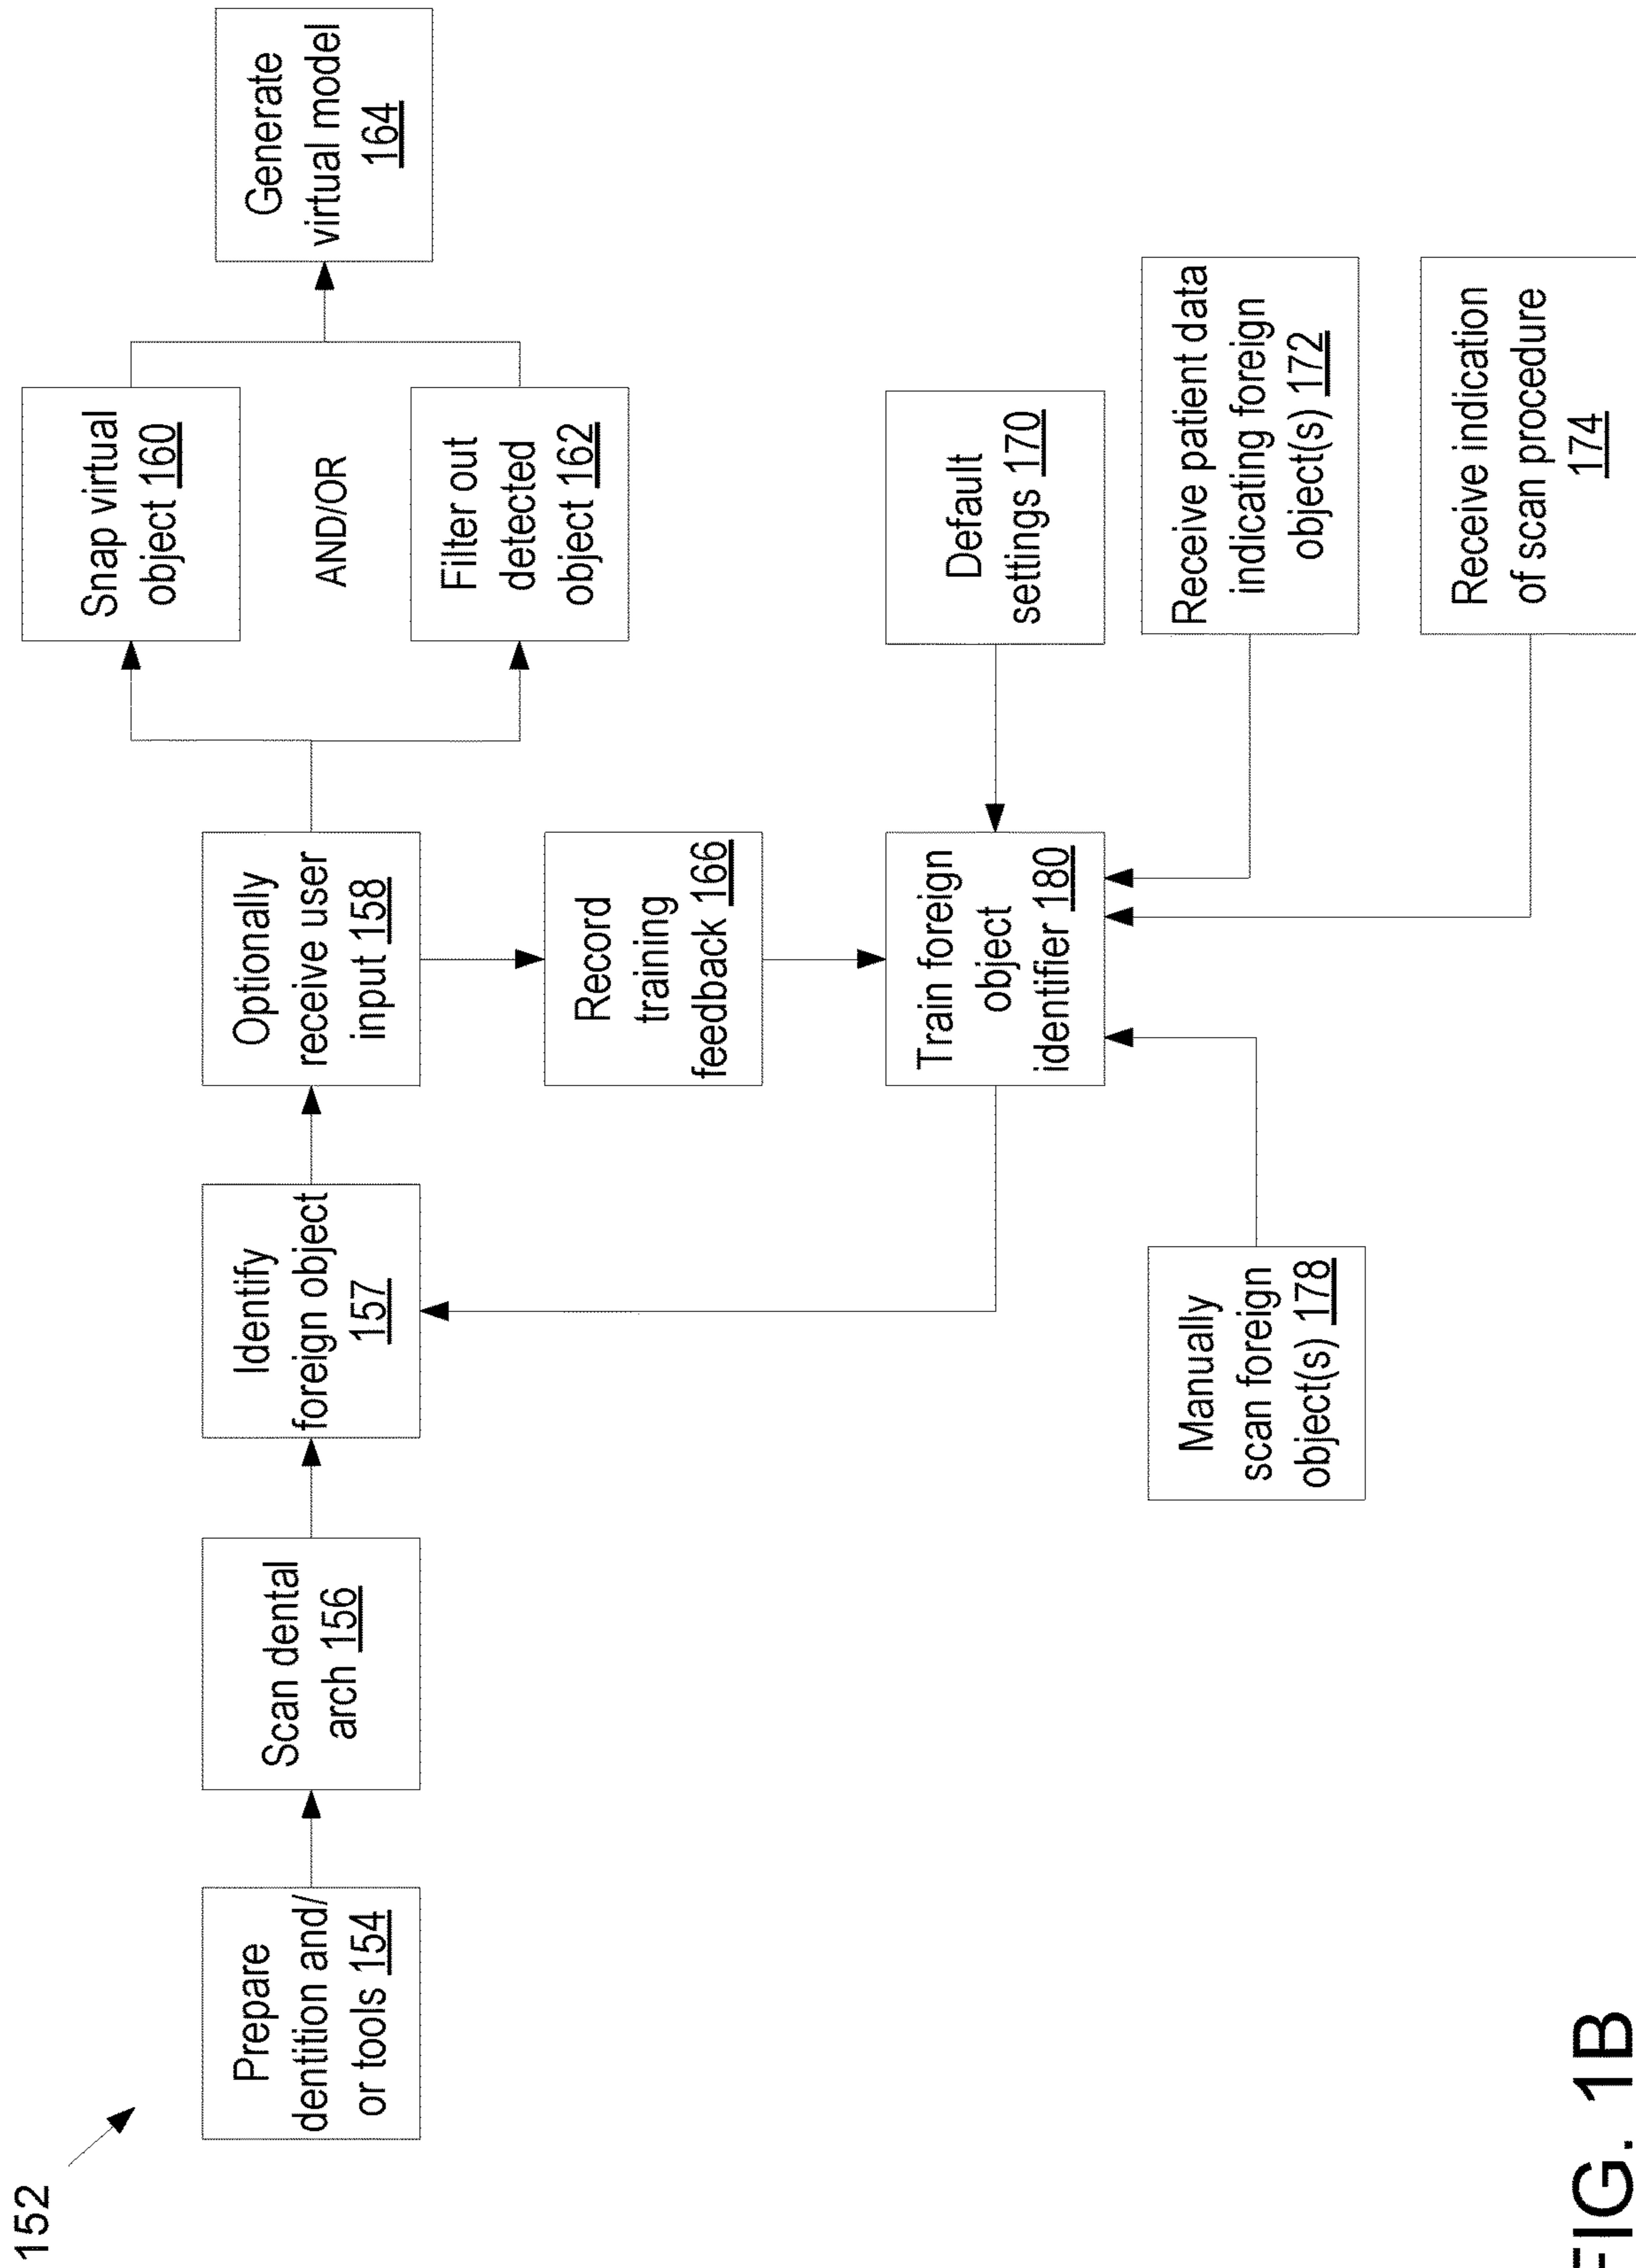 152
Prepare
dentition and/
or tools 154
Scan dental
arch 156
Identify
foreign object
157
Optionally
receive user
input 158
Snap virtual
object 160
AND/OR
Filter out
detected
object 162
Generate
virtual model
164
Record
training
feedback 166
Train foreign
object
identifier 180
Default
settings 170
Receive patient data
indicating foreign
object(s) 172
Receive indication
of scan procedure
174
Manually
scan foreign
object(s) 178
FIG. 1B